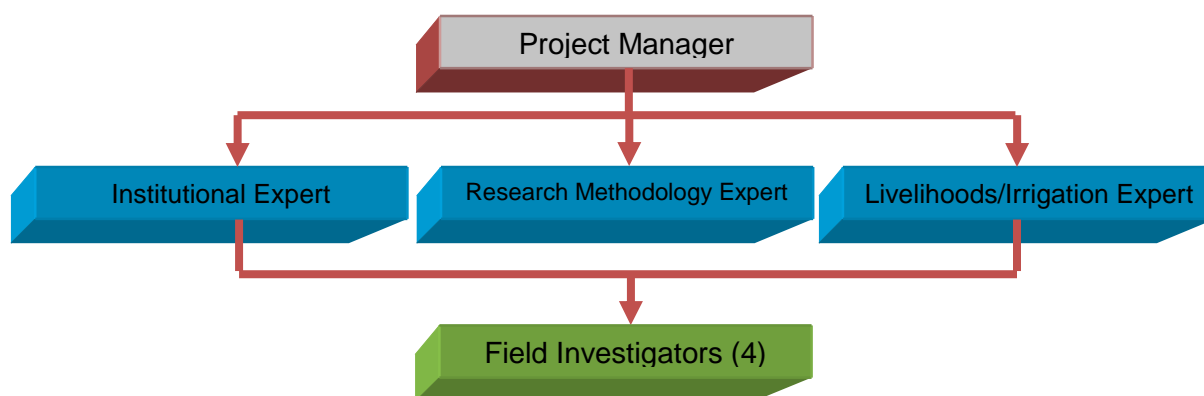 Project Manager
Institutional Expert
Research Methodology Expert
Livelihoods/Irrigation Expert
Field Investigators (4)